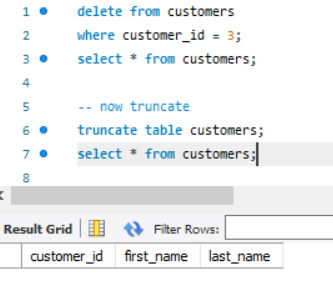 1 delete from customers
2 where customer_id = 3;
3 select * from customers;
4
5 -- now truncate
6 truncate table customers;
7 select * from customers;
8
Result Grid Filter Rows:
customer_id first_name last_name